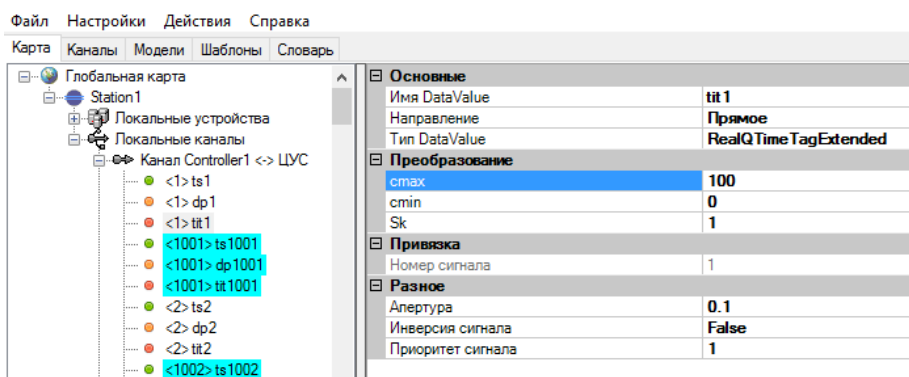 Файл Настройки Действия Справка
Карта Каналы Модели Шаблоны Словарь
Глобальная карта
Station1
Локальные устройства
Локальные каналы
Канал Controller1 <-> ЦУС
<1> ts1
<1> dp1
<1> tit1
<1001> ts1001
<1001> dp1001
<1001> tit1001
<2> ts2
<2> dp2
<2> tit2
<1002> ts1002
Основные
Имя DataValue tit1
Направление Прямое
Тип DataValue RealQTimeTagExtended
Преобразование
cmax 100
cmin 0
Sk 1
Привязка
Номер сигнала 1
Разное
Апертура 0.1
Инверсия сигнала False
Приоритет сигнала 1